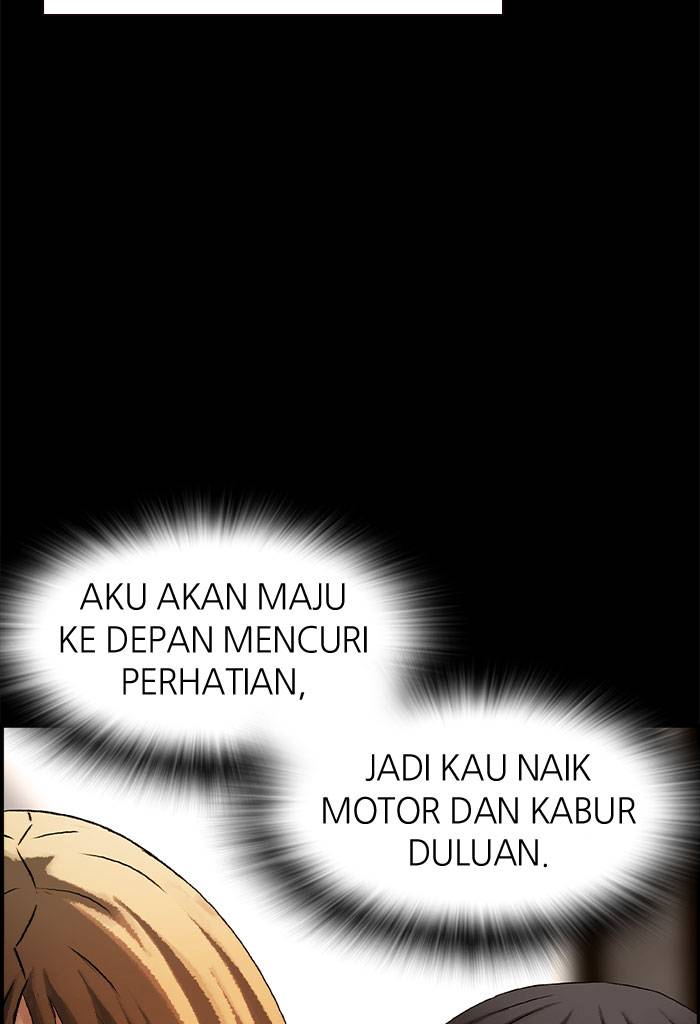 AKU AKAN MAJU
KE DEPAN MENCURI
PERHATIAN,
JADI KAU NAIK
MOTOR DAN KABUR
DULUAN.